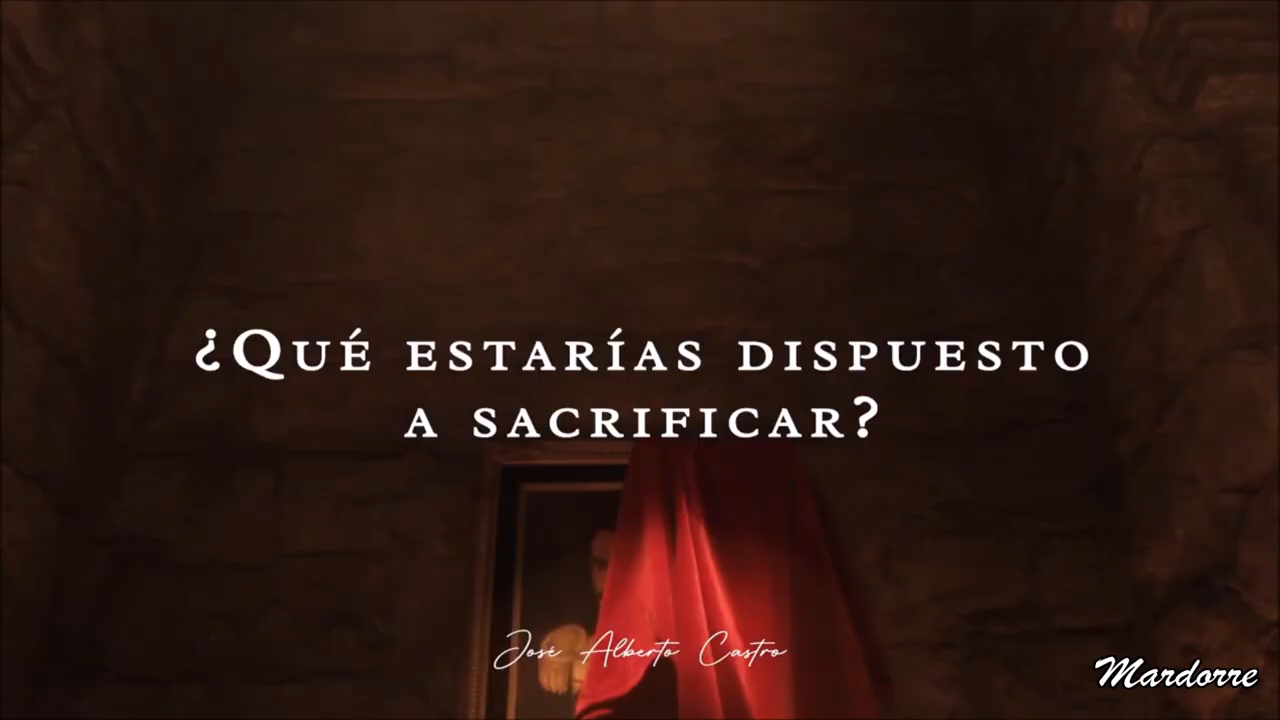 ¿Qué estarías dispuesto
a sacrificar?
José Alberto Castro
Mardorre